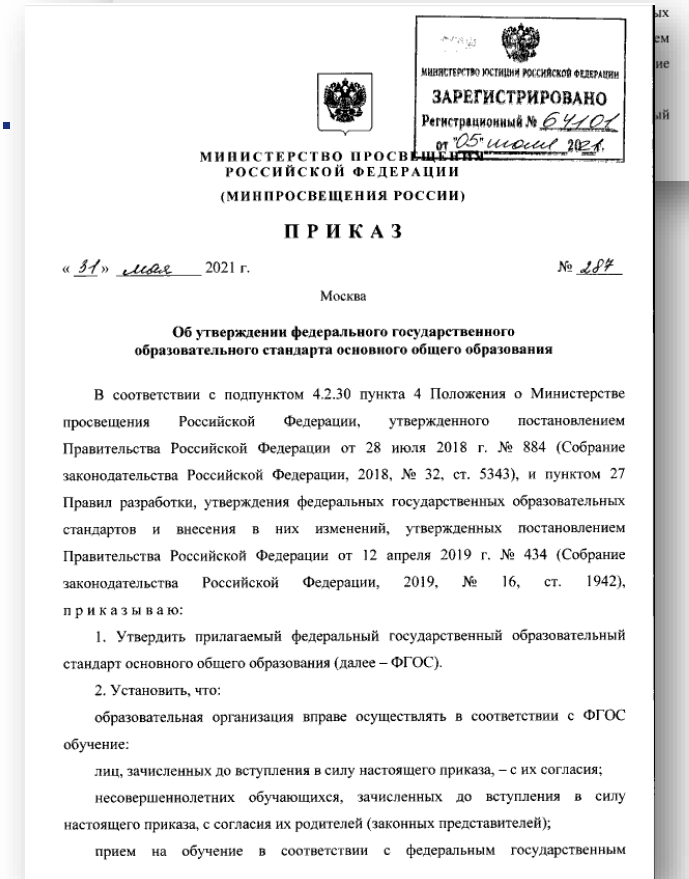 МИНИСТЕРСТВО ЮСТИЦИИ РОССИЙСКОЙ ФЕДЕРАЦИИ
ЗАРЕГИСТРИРОВАНО
Регистрационный № 64101
от "05" июля 2021.
МИНИСТЕРСТВО ПРОСВЕЩЕНИЯ
РОССИЙСКОЙ ФЕДЕРАЦИИ
(МИНПРОСВЕЩЕНИЯ РОССИИ)
ПРИКАЗ
« 31 » мая 2021 г. № 287
Москва
Об утверждении федерального государственного
образовательного стандарта основного общего образования
В соответствии с подпунктом 4.2.30 пункта 4 Положения о Министерстве
просвещения Российской Федерации, утвержденного постановлением
Правительства Российской Федерации от 28 июля 2018 г. № 884 (Собрание
законодательства Российской Федерации, 2018, № 32, ст. 5343), и пунктом 27
Правил разработки, утверждения федеральных государственных образовательных
стандартов и внесения в них изменений, утвержденных постановлением
Правительства Российской Федерации от 12 апреля 2019 г. № 434 (Собрание
законодательства Российской Федерации, 2019, № 16, ст. 1942),
приказываю:
1. Утвердить прилагаемый федеральный государственный образовательный
стандарт основного общего образования (далее – ФГОС).
2. Установить, что:
образовательная организация вправе осуществлять в соответствии с ФГОС
обучение:
лиц, зачисленных до вступления в силу настоящего приказа, – с их согласия;
несовершеннолетних обучающихся, зачисленных до вступления в силу
настоящего приказа, с согласия их родителей (законных представителей);
прием на обучение в соответствии с федеральным государственным